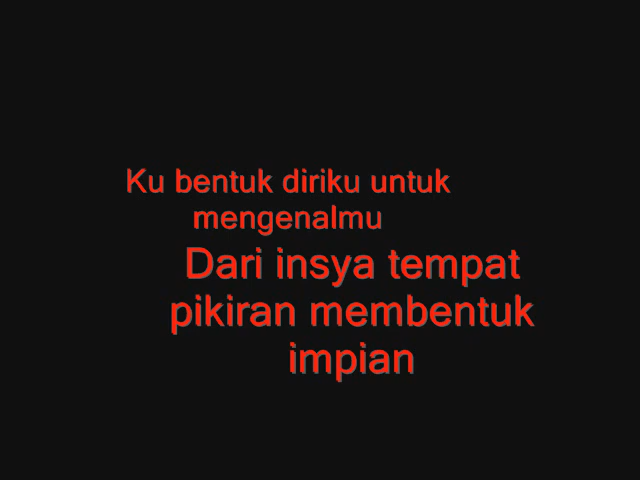 Ku bentuk diriku untuk
mengenalmu
Dari insya tempat
pikiran membentuk
impian